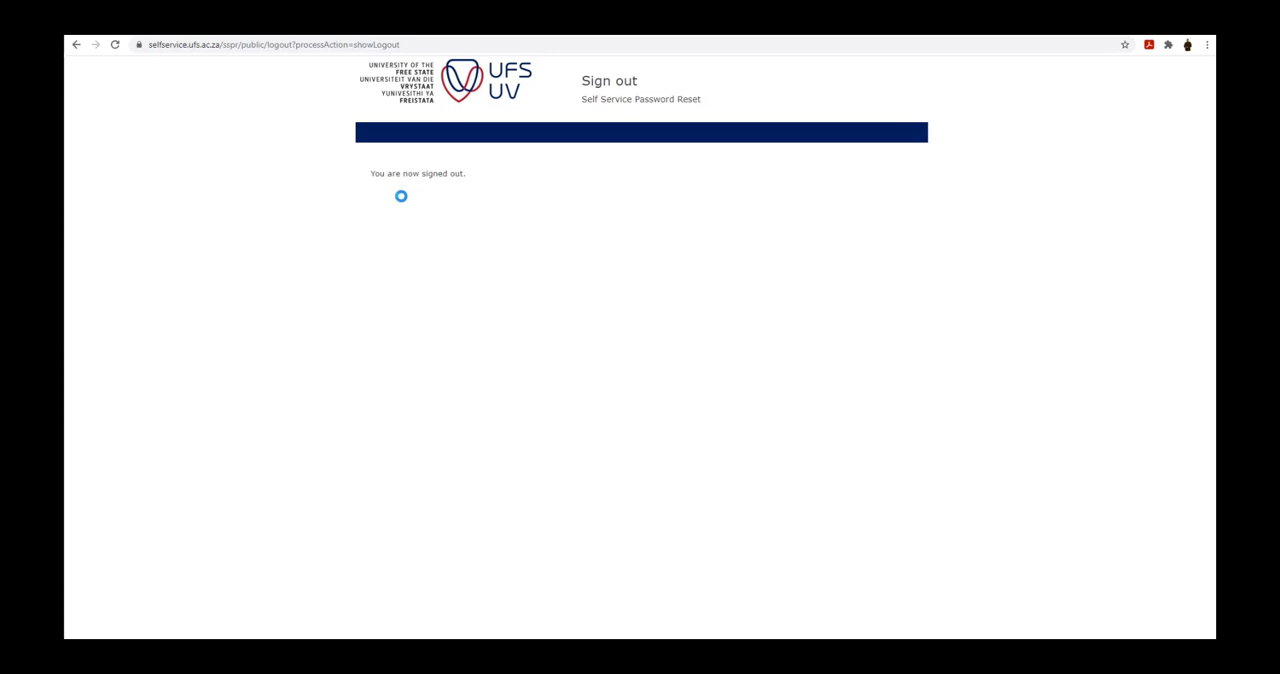 selfservice.ufs.ac.za/sspr/public/logout?processAction=showLogout
UNIVERSITY OF THE
FREE STATE
UNIVERSITEIT VAN DIE
VRYSTAAT
YUNIVESITHI YA
FREISTATA
UFS
UV
Sign out
Self Service Password Reset
You are now signed out.